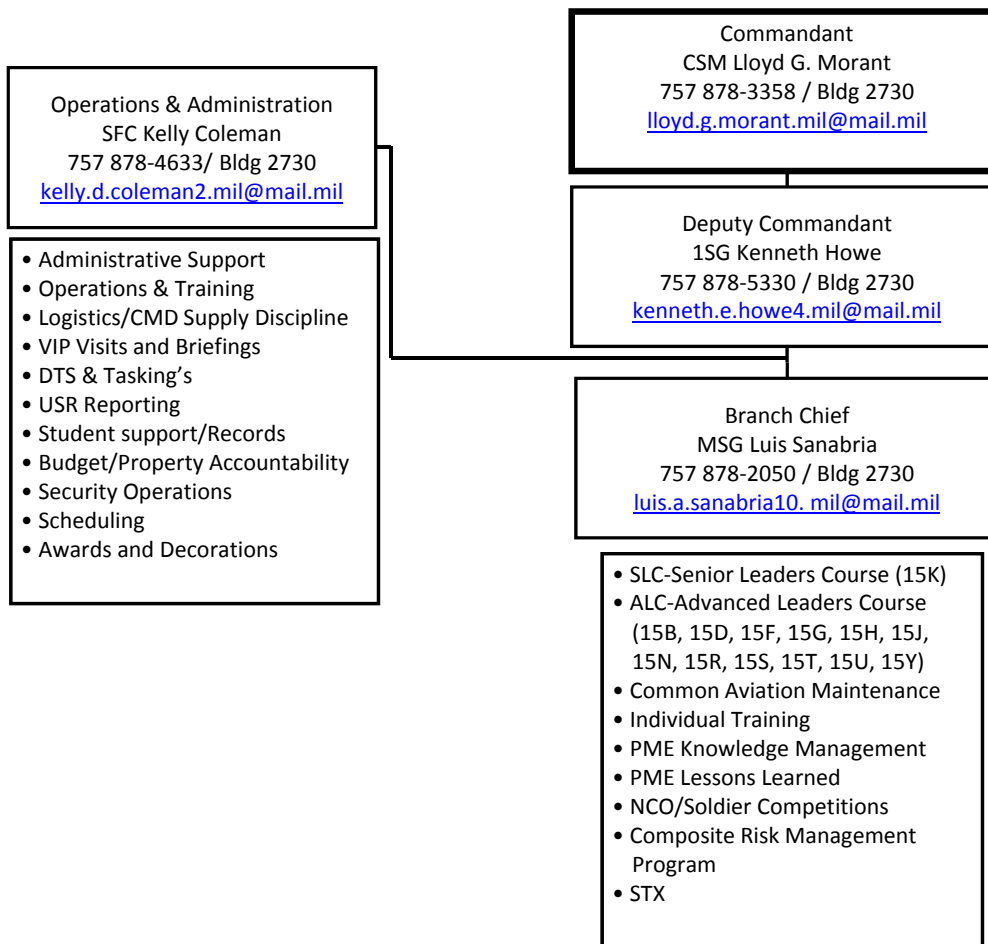 Commandant
CSM Lloyd G. Morant
757 878-3358 / Bldg 2730
lloyd.g.morant.mil@mail.mil
Operations & Administration
SFC Kelly Coleman
757 878-4633/ Bldg 2730
kelly.d.coleman2.mil@mail.mil
Deputy Commandant
1SG Kenneth Howe
757 878-5330 / Bldg 2730
kenneth.e.howe4.mil@mail.mil
• Administrative Support
• Operations & Training
• Logistics/CMD Supply Discipline
• VIP Visits and Briefings
• DTS & Tasking’s
• USR Reporting
• Student support/Records
• Budget/Property Accountability
• Security Operations
• Scheduling
• Awards and Decorations
Branch Chief
MSG Luis Sanabria
757 878-2050 / Bldg 2730
luis.a.sanabria10. mil@mail.mil
• SLC-Senior Leaders Course (15K)
• ALC-Advanced Leaders Course
(15B, 15D, 15F, 15G, 15H, 15J,
15N, 15R, 15S, 15T, 15U, 15Y)
• Common Aviation Maintenance
• Individual Training
• PME Knowledge Management
• PME Lessons Learned
• NCO/Soldier Competitions
• Composite Risk Management
Program
• STX